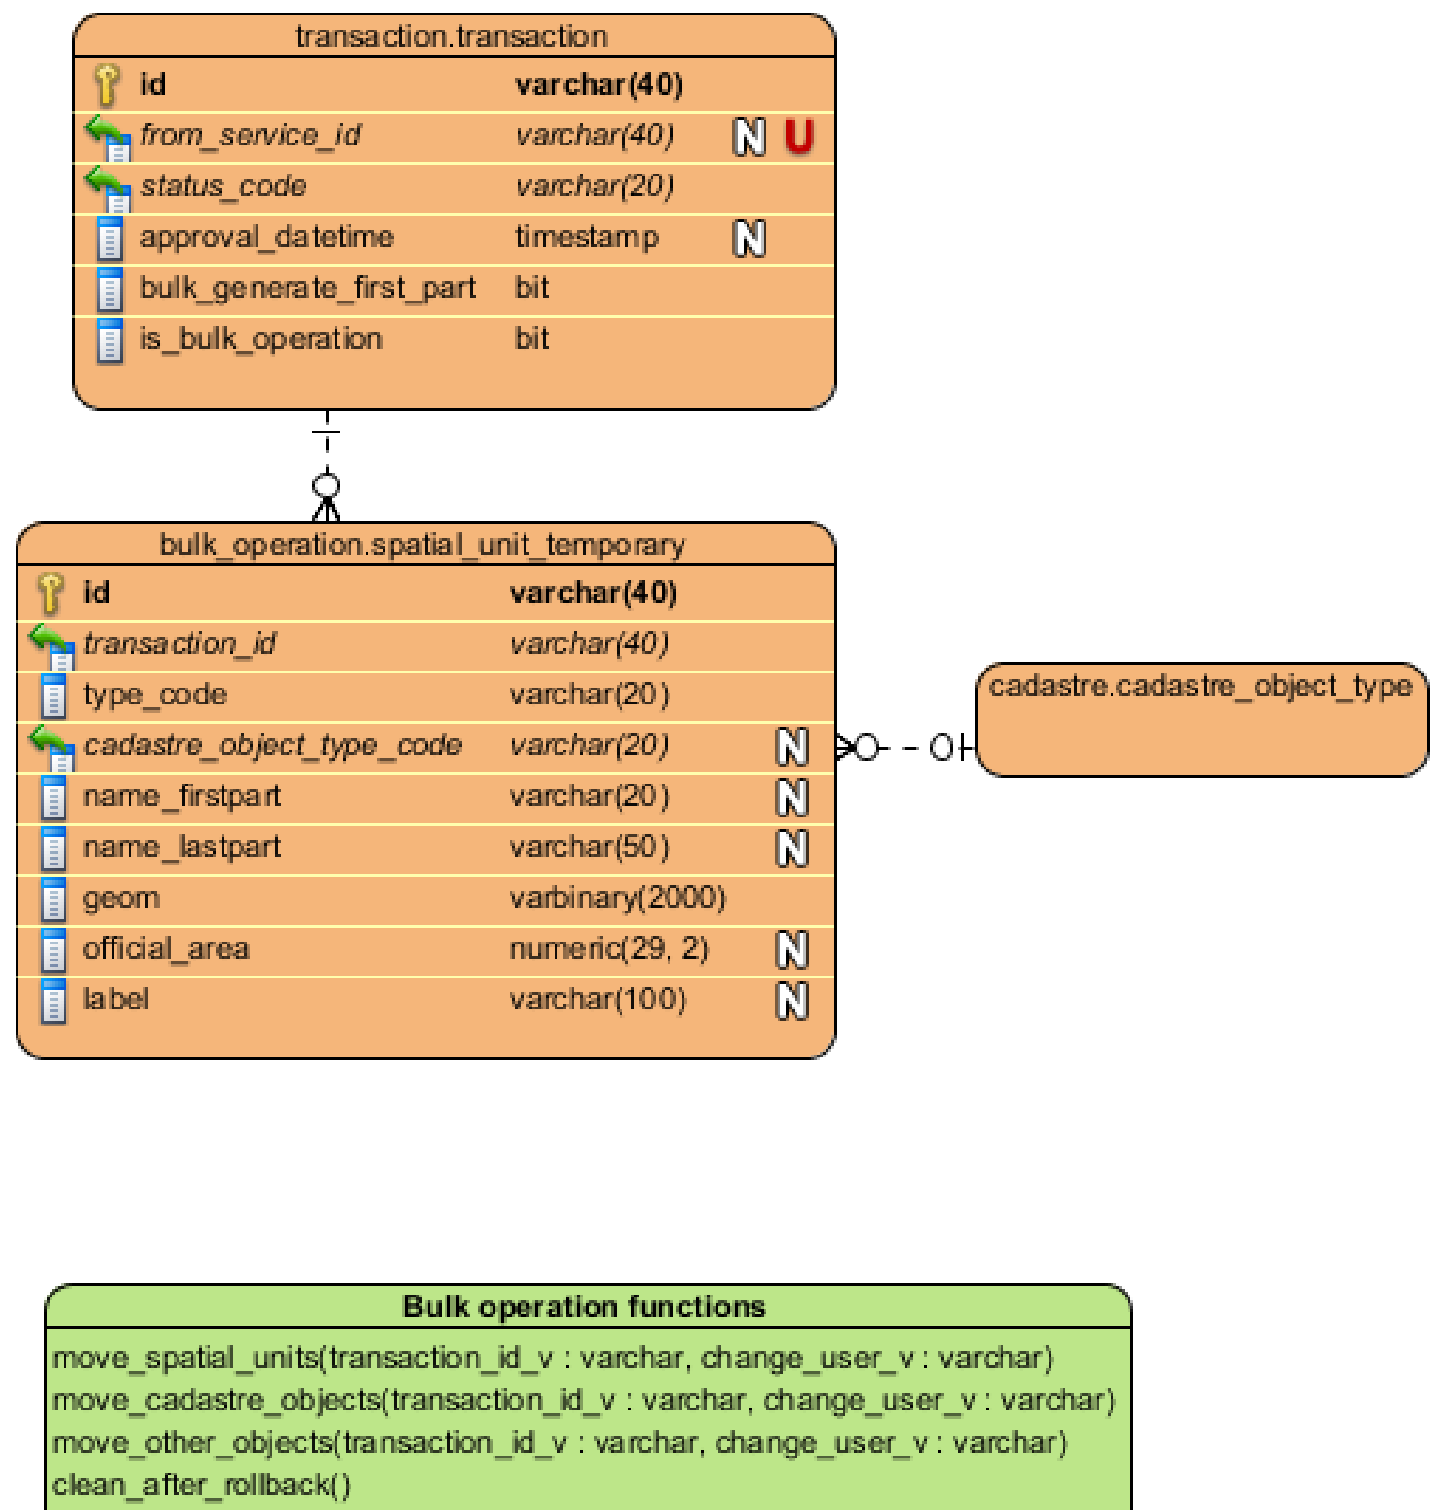 transaction.transaction
id varchar(40)
from_service_id varchar(40) N U
status_code varchar(20)
approval_datetime timestamp N
bulk_generate_first_part bit
is_bulk_operation bit
bulk_operation.spatial_unit_temporary
id varchar(40)
transaction_id varchar(40)
type_code varchar(20)
cadastre_object_type_code varchar(20) N
name_firstpart varchar(20) N
name_lastpart varchar(50) N
geom varbinary(2000)
official_area numeric(29, 2) N
label varchar(100) N
cadastre.cadastre_object_type
Bulk operation functions
move_spatial_units(transaction_id_v : varchar, change_user_v : varchar)
move_cadastre_objects(transaction_id_v : varchar, change_user_v : varchar)
move_other_objects(transaction_id_v : varchar, change_user_v : varchar)
clean_after_rollback()